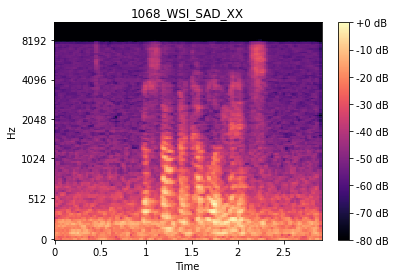 1068_WSI_SAD_XX
Hz
8192
4096
2048
1024
512
0
0
0.5
1
1.5
2
2.5
Time
+0 dB
-10 dB
-20 dB
-30 dB
-40 dB
-50 dB
-60 dB
-70 dB
-80 dB